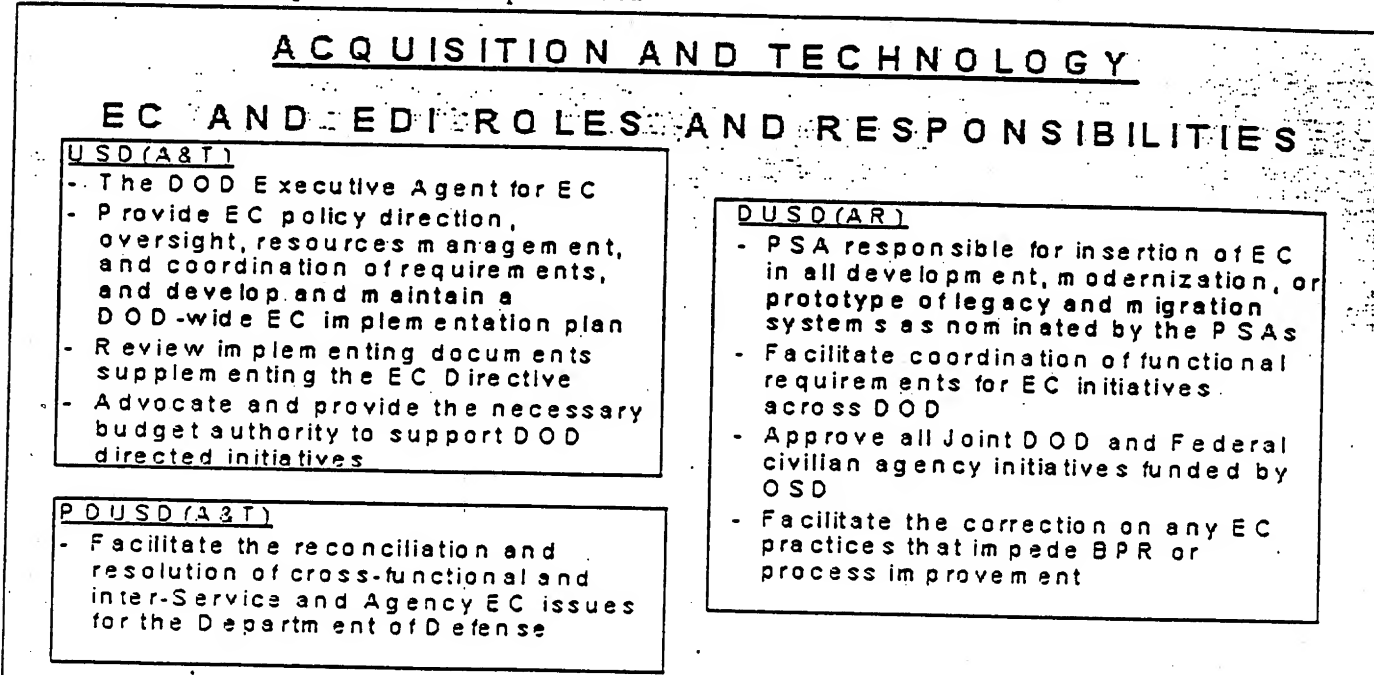 ACQUISITION AND TECHNOLOGY
EC AND EDI ROLES AND RESPONSIBILITIES
USD(A&T)
- The DOD Executive Agent for EC
- Provide EC policy direction,
oversight, resources management,
and coordination of requirements,
and develop and maintain a
DOD-wide EC implementation plan
- Review implementing documents
supplementing the EC Directive
- Advocate and provide the necessary
budget authority to support DOD
directed initiatives
PDUSD(A&T)
- Facilitate the reconciliation and
resolution of cross-functional and
inter-Service and Agency EC issues
for the Department of Defense
DUSD(AR)
- PSA responsible for insertion of EC
in all development, modernization, or
prototype of legacy and migration
systems as nominated by the PSAs
- Facilitate coordination of functional
requirements for EC initiatives
across DOD
- Approve all Joint DOD and Federal
civilian agency initiatives funded by
OSD
- Facilitate the correction on any EC
practices that impede BPR or
process improvement